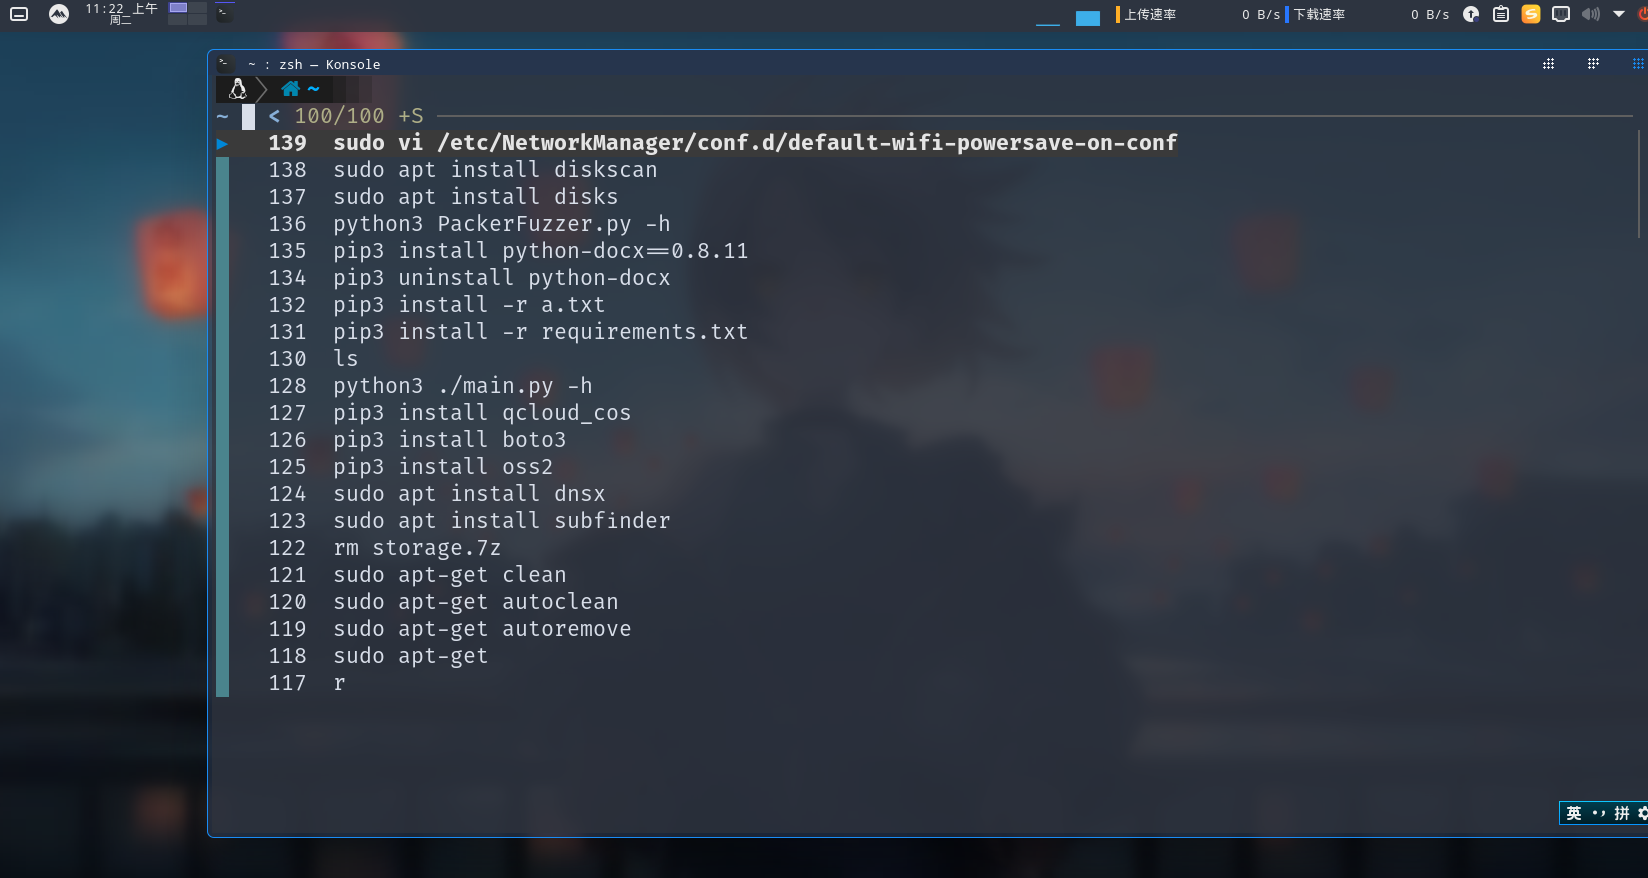 11:22 上午
周二
上传速率 0 B/s 下载速率 0 B/s
~ : zsh — Konsole
~
~ < 100/100 +S
139 sudo vi /etc/NetworkManager/conf.d/default-wifi-powersave-on-conf
138 sudo apt install diskscan
137 sudo apt install disks
136 python3 PackerFuzzer.py -h
135 pip3 install python-docx==0.8.11
134 pip3 uninstall python-docx
132 pip3 install -r a.txt
131 pip3 install -r requirements.txt
130 ls
128 python3 ./main.py -h
127 pip3 install qcloud_cos
126 pip3 install boto3
125 pip3 install oss2
124 sudo apt install dnsx
123 sudo apt install subfinder
122 rm storage.7z
121 sudo apt-get clean
120 sudo apt-get autoclean
119 sudo apt-get autoremove
118 sudo apt-get
117 r
英 拼